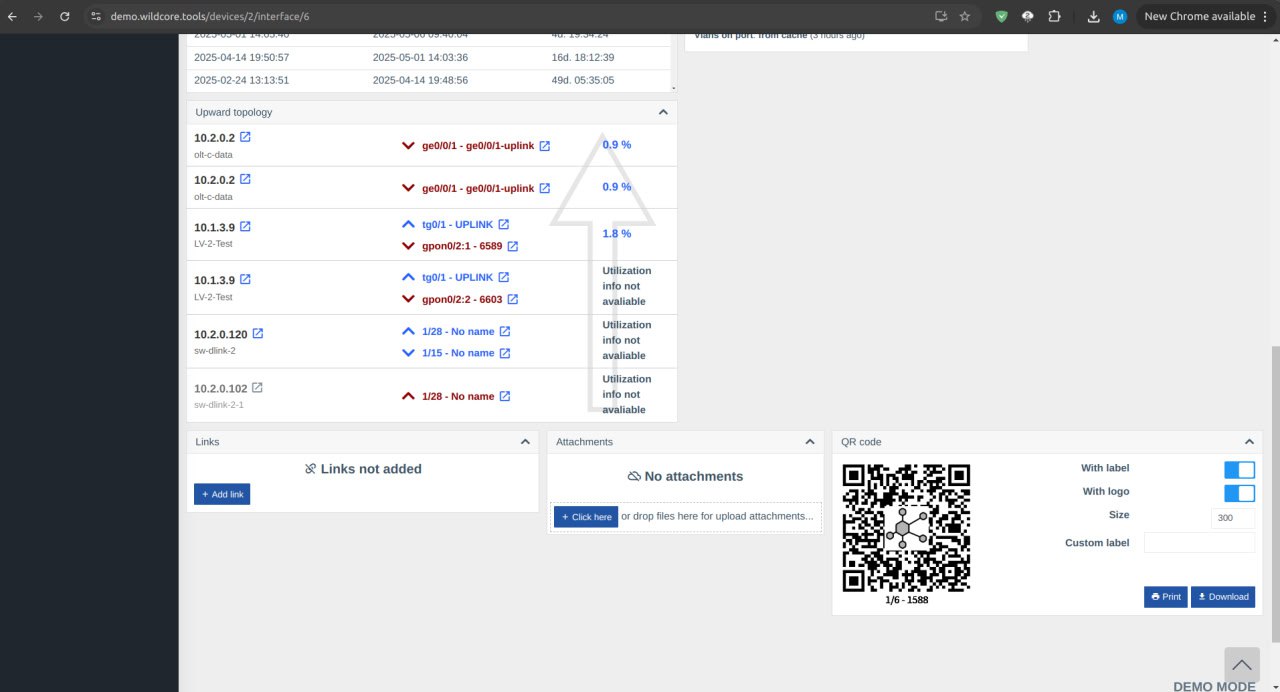 demo.wildcore.tools/devices/2/interface/6
New Chrome available
Vlans on port: from cache (3 hours ago)
2025-04-14 19:50:57 2025-05-01 14:03:36 16d. 18:12:39
2025-02-24 13:13:51 2025-04-14 19:48:56 49d. 05:35:05
Upward topology
10.2.0.2
olt-c-data
ge0/0/1 - ge0/0/1-uplink
0.9 %
10.2.0.2
olt-c-data
ge0/0/1 - ge0/0/1-uplink
0.9 %
10.1.3.9
LV-2-Test
tg0/1 - UPLINK
gpon0/2:1 - 6589
1.8 %
10.1.3.9
LV-2-Test
tg0/1 - UPLINK
gpon0/2:2 - 6603
Utilization
info not
avaliable
10.2.0.120
sw-dlink-2
1/28 - No name
1/15 - No name
Utilization
info not
avaliable
10.2.0.102
sw-dlink-2-1
1/28 - No name
Utilization
info not
avaliable
Links
Links not added
+ Add link
Attachments
No attachments
+ Click here or drop files here for upload attachments...
QR code
1/6 - 1588
With label
With logo
Size 300
Custom label
Print Download
DEMO MODE